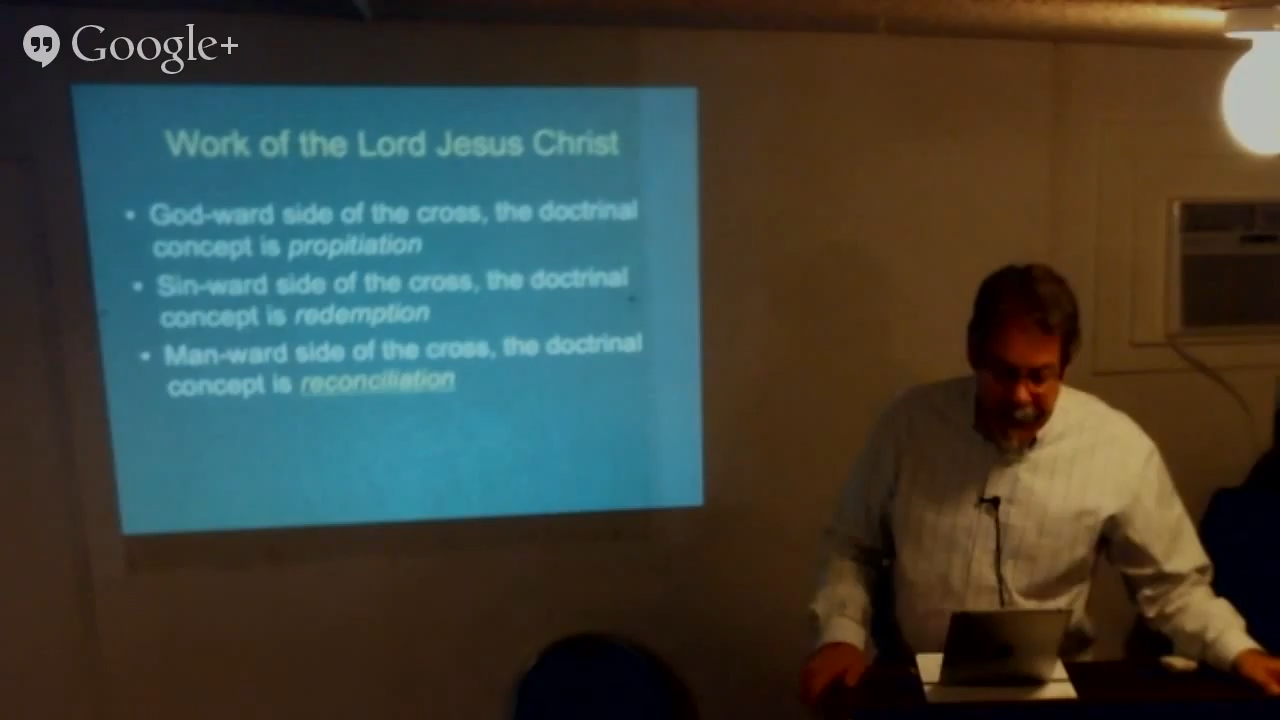 Google+
Work of the Lord Jesus Christ
• God-ward side of the cross, the doctrinal
concept is propitiation
• Sin-ward side of the cross, the doctrinal
concept is redemption
• Man-ward side of the cross, the doctrinal
concept is reconciliation